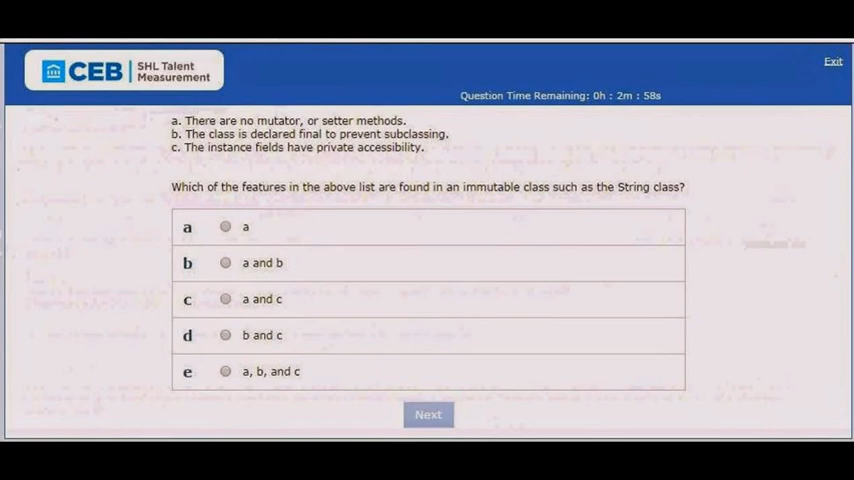 CEB
SHL Talent
Measurement
Exit
Question Time Remaining: 0h : 2m : 58s
a. There are no mutator, or setter methods.
b. The class is declared final to prevent subclassing.
c. The instance fields have private accessibility.
Which of the features in the above list are found in an immutable class such as the String class?
a a
b a and b
c a and c
d b and c
e a, b, and c
Next